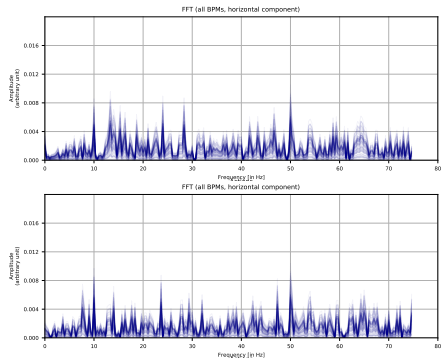 FFT (all BPMs, horizontal component)
Amplitude
(arbitrary unit)
0.016
0.012
0.008
0.004
0.000
0 10 20 30 40 50 60 70 80
Frequency [in Hz]
FFT (all BPMs, horizontal component)
Amplitude
(arbitrary unit)
0.016
0.012
0.008
0.004
0.000
0 10 20 30 40 50 60 70 80
Frequency [in Hz]